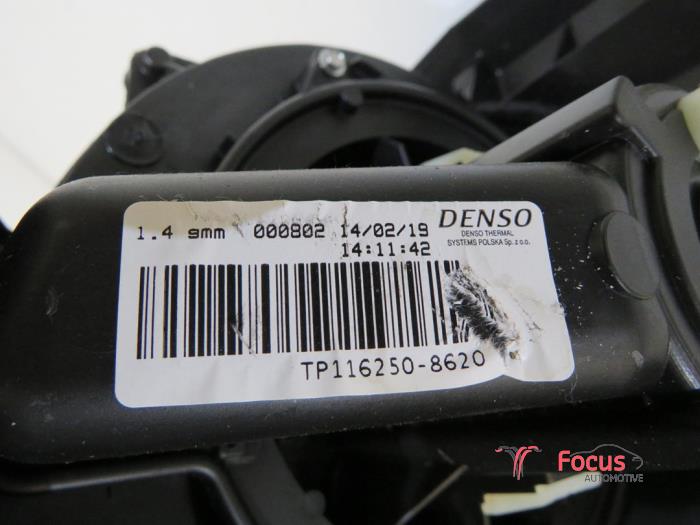 1.4 gmm 000802 14/02/19
14:11:42
DENSO
DENSO THERMAL
SYSTEMS POLSKA Sp. z o.o.
TP116250-8620
Focus
AUTOMOTIVE